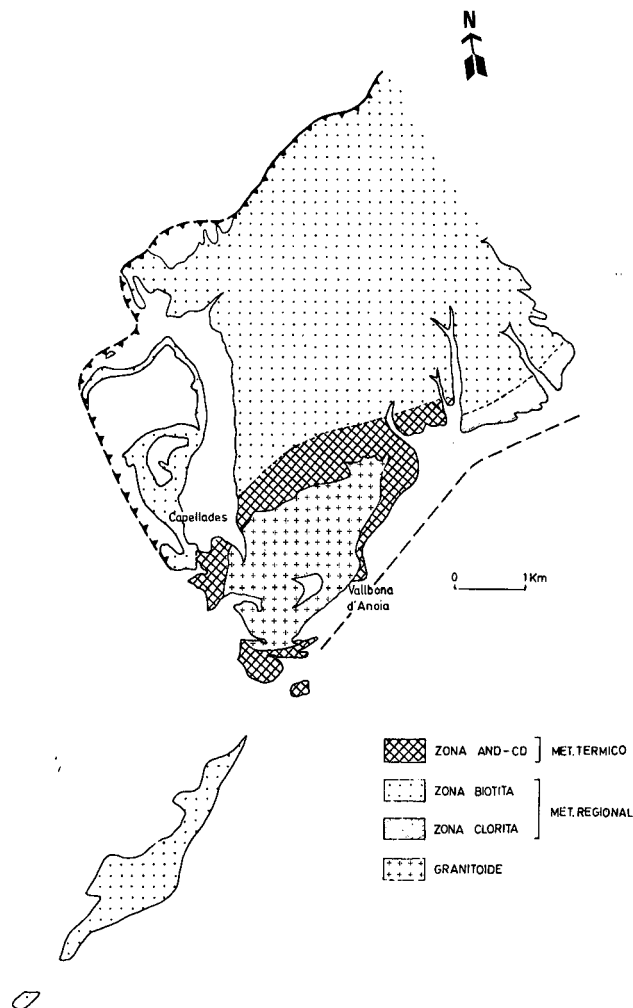 N
Capellades
Vallbona
d'Anoia
0 1Km
ZONA AND-CD MET. TERMICO
ZONA BIOTITA
MET. REGIONAL
ZONA CLORITA
GRANITOIDE